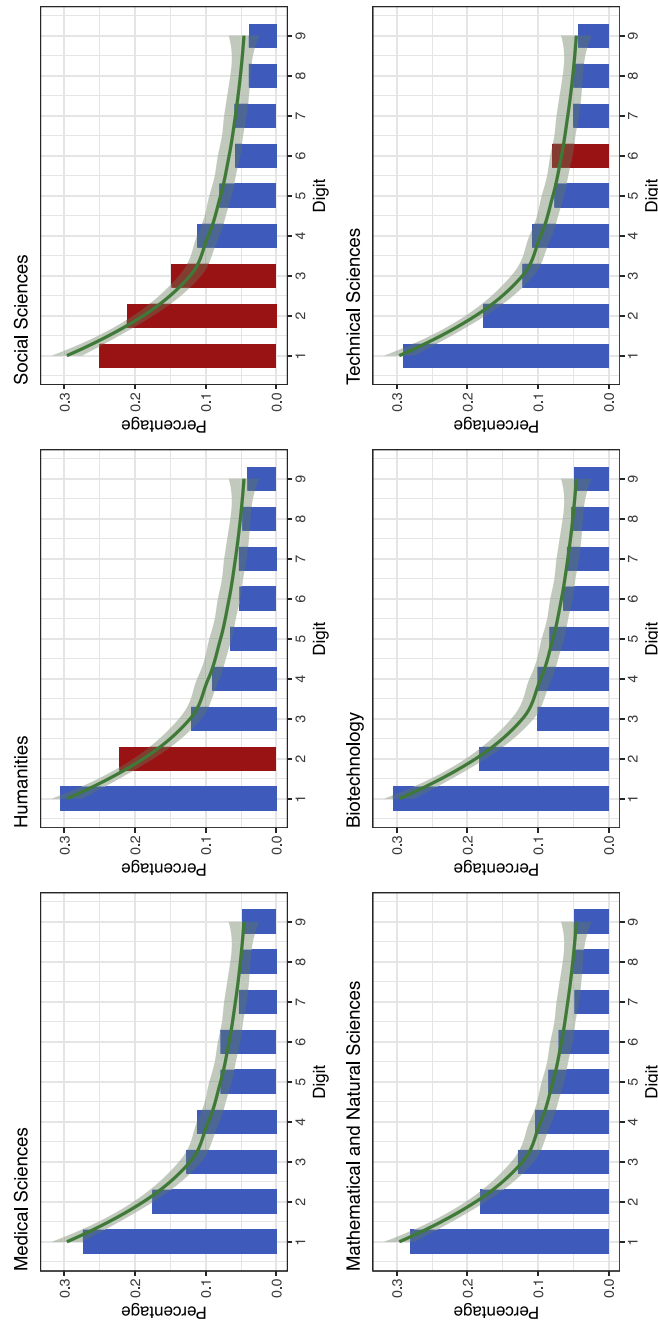 Medical Sciences
Percentage
0.3
0.2
0.1
0.0
1 2 3 4 5 6 7 8 9
Digit
Humanities
Percentage
0.3
0.2
0.1
0.0
1 2 3 4 5 6 7 8 9
Digit
Social Sciences
Percentage
0.3
0.2
0.1
0.0
1 2 3 4 5 6 7 8 9
Digit
Mathematical and Natural Sciences
Percentage
0.3
0.2
0.1
0.0
1 2 3 4 5 6 7 8 9
Digit
Biotechnology
Percentage
0.3
0.2
0.1
0.0
1 2 3 4 5 6 7 8 9
Digit
Technical Sciences
Percentage
0.3
0.2
0.1
0.0
1 2 3 4 5 6 7 8 9
Digit